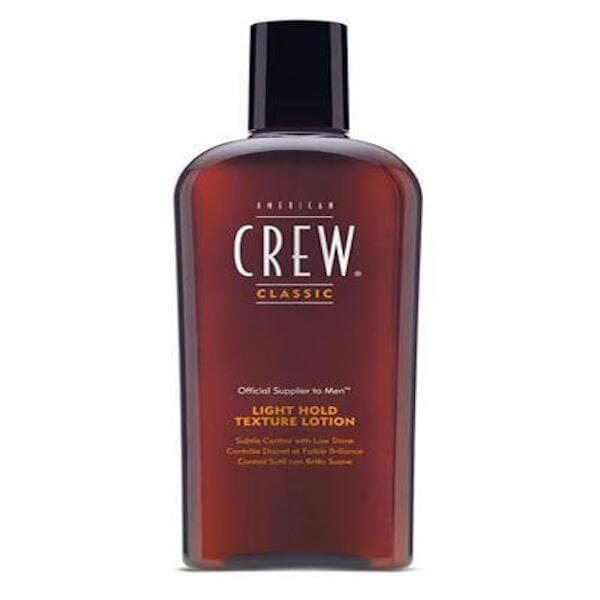 AMERICAN
CREW®
CLASSIC
Official Supplier to Men™
LIGHT HOLD
TEXTURE LOTION
Subtle Control with Low Shine
Contrôle Discret et Faible Brillance
Control Sutil con Brillo Suave